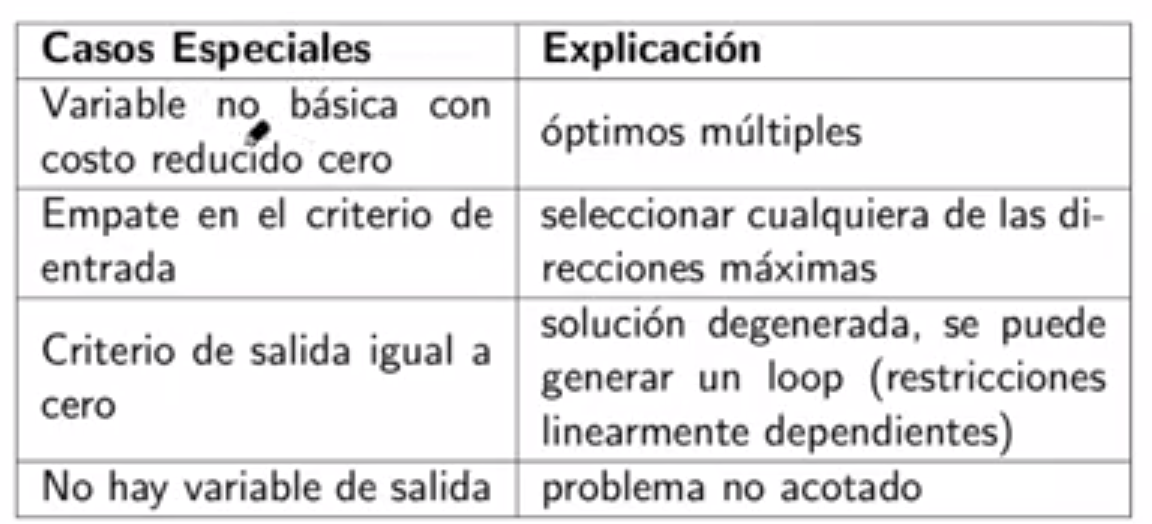 Casos Especiales
Explicación
Variable no básica con
costo reducido cero
óptimos múltiples
Empate en el criterio de
entrada
seleccionar cualquiera de las di-
recciones máximas
Criterio de salida igual a
cero
solución degenerada, se puede
generar un loop (restricciones
linearmente dependientes)
No hay variable de salida
problema no acotado